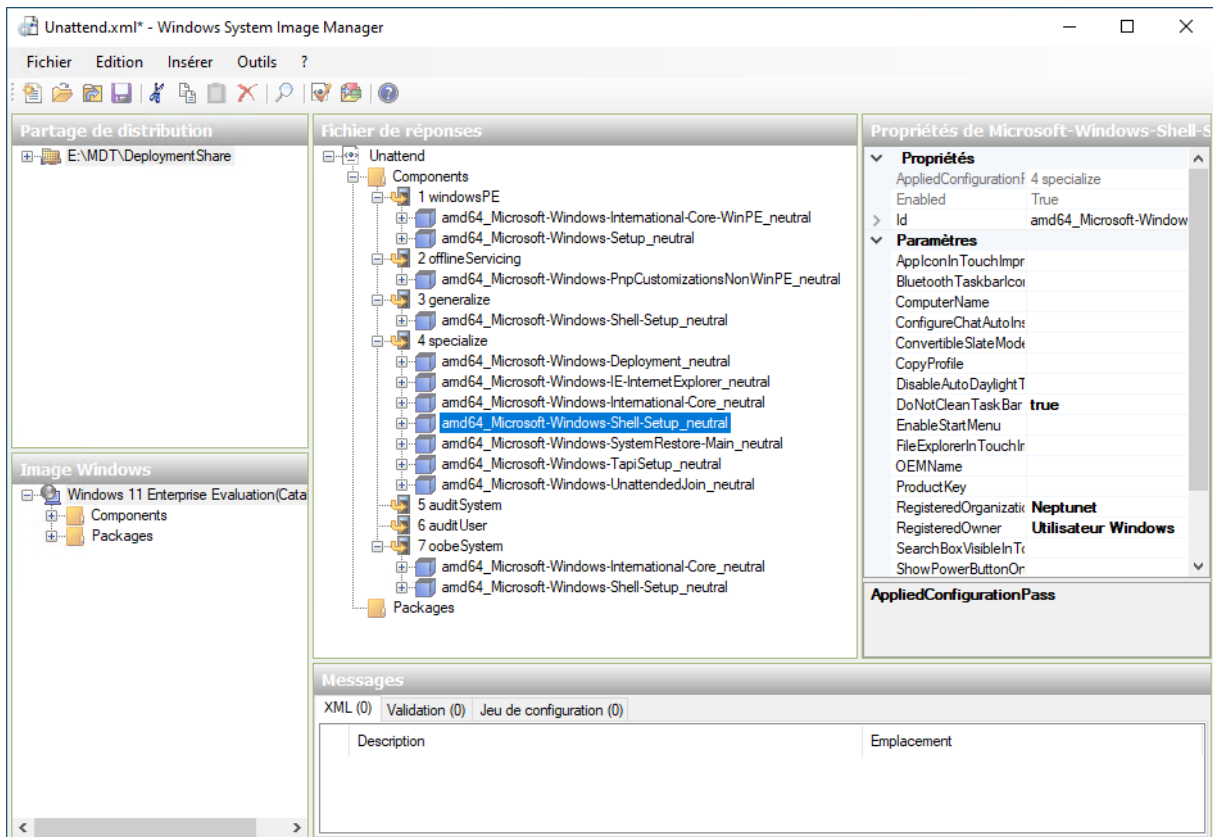 Unattend.xml* - Windows System Image Manager
Fichier Edition Insérer Outils ?
Partage de distribution
E:\MDT\DeploymentShare
Image Windows
Windows 11 Enterprise Evaluation(Cata
Components
Packages
Fichier de réponses
Unattend
Components
1 windowsPE
amd64_Microsoft-Windows-International-Core-WinPE_neutral
amd64_Microsoft-Windows-Setup_neutral
2 offlineServicing
amd64_Microsoft-Windows-PnpCustomizationsNonWinPE_neutral
3 generalize
amd64_Microsoft-Windows-Shell-Setup_neutral
4 specialize
amd64_Microsoft-Windows-Deployment_neutral
amd64_Microsoft-Windows-IE-InternetExplorer_neutral
amd64_Microsoft-Windows-International-Core_neutral
amd64_Microsoft-Windows-Shell-Setup_neutral
amd64_Microsoft-Windows-SystemRestore-Main_neutral
amd64_Microsoft-Windows-TapiSetup_neutral
amd64_Microsoft-Windows-UnattendedJoin_neutral
5 auditSystem
6 auditUser
7 oobeSystem
amd64_Microsoft-Windows-International-Core_neutral
amd64_Microsoft-Windows-Shell-Setup_neutral
Packages
Propriétés de Microsoft-Windows-Shell-S
Propriétés
AppliedConfigurationF 4 specialize
Enabled True
Id amd64_Microsoft-Window
Paramètres
AppIconInTouchImpr
BluetoothTaskbarIcon
ComputerName
ConfigureChatAutoIns
ConvertibleSlateMode
CopyProfile
DisableAutoDaylightT
DoNotCleanTaskBar true
EnableStartMenu
FileExplorerInTouchIr
OEMName
ProductKey
RegisteredOrganizatic Neptunet
RegisteredOwner Utilisateur Windows
SearchBoxVisibleInTo
ShowPowerButtonOn
AppliedConfigurationPass
Messages
XML (0) Validation (0) Jeu de configuration (0)
Description Emplacement